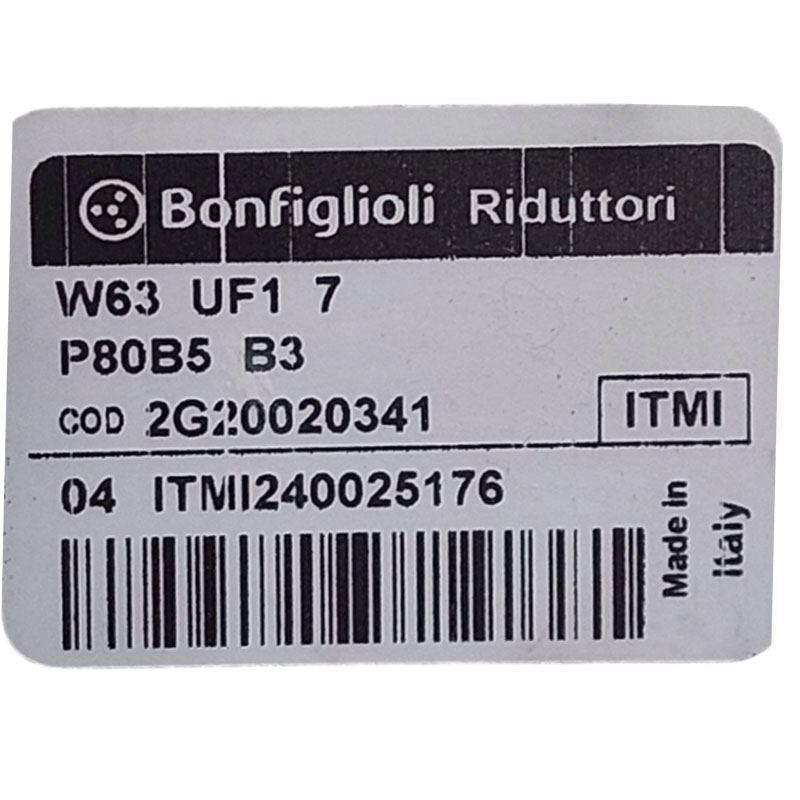 Bonfiglioli Riduttori
W63 UF1 7
P80B5 B3
COD 2G20020341
ITMI
04 ITMI240025176
Made in
Italy